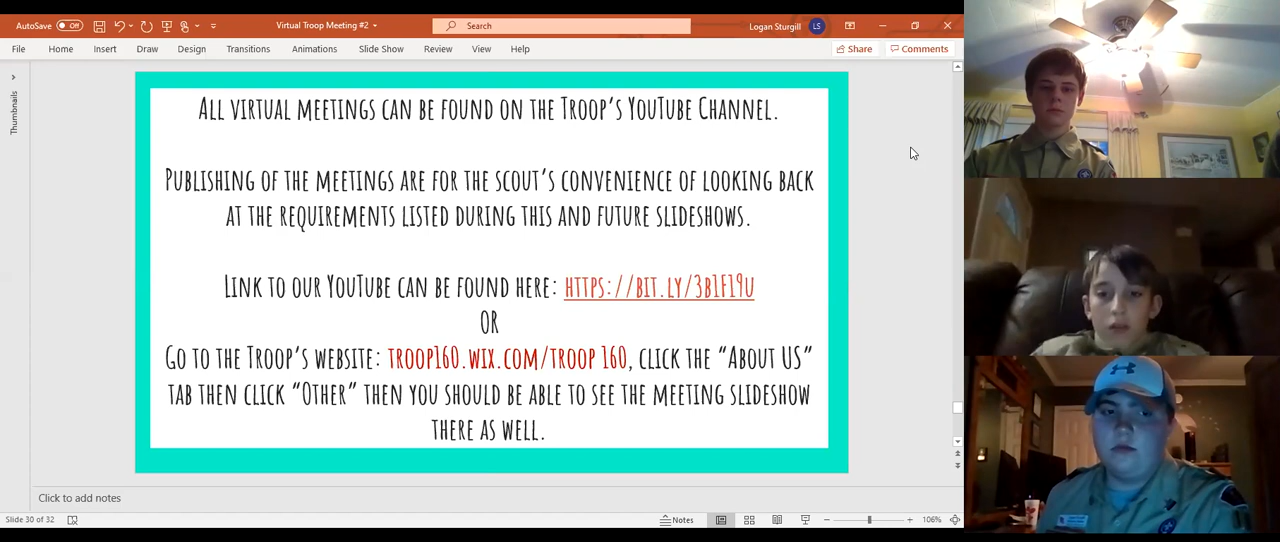 AutoSave Off
Virtual Troop Meeting #2
Search
Logan Sturgill LS
File Home Insert Draw Design Transitions Animations Slide Show Review View Help
Share Comments
Thumbnails
All virtual meetings can be found on the Troop's YouTube Channel.
Publishing of the meetings are for the scout's convenience of looking back
at the requirements listed during this and future slideshows.
Link to our YouTube can be found here: https://bit.ly/3b1F19u
OR
Go to the Troop's website: troop160.wix.com/troop 160, click the "About US"
tab then click "Other" then you should be able to see the meeting slideshow
there as well.
Click to add notes
Slide 30 of 32
Notes
106%